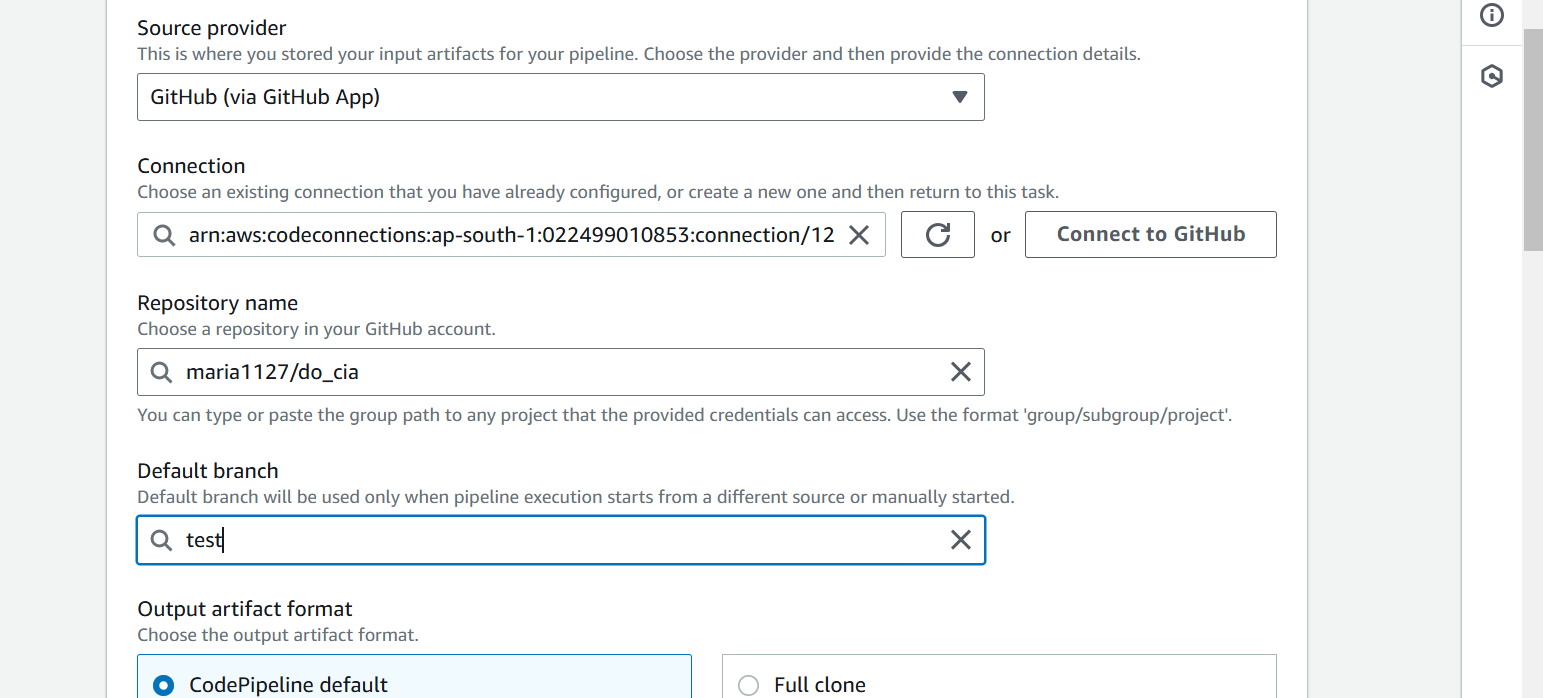 Source provider
This is where you stored your input artifacts for your pipeline. Choose the provider and then provide the connection details.
GitHub (via GitHub App)
Connection
Choose an existing connection that you have already configured, or create a new one and then return to this task.
arn:aws:codeconnections:ap-south-1:022499010853:connection/12
or
Connect to GitHub
Repository name
Choose a repository in your GitHub account.
maria1127/do_cia
You can type or paste the group path to any project that the provided credentials can access. Use the format 'group/subgroup/project'.
Default branch
Default branch will be used only when pipeline execution starts from a different source or manually started.
test
Output artifact format
Choose the output artifact format.
CodePipeline default
Full clone